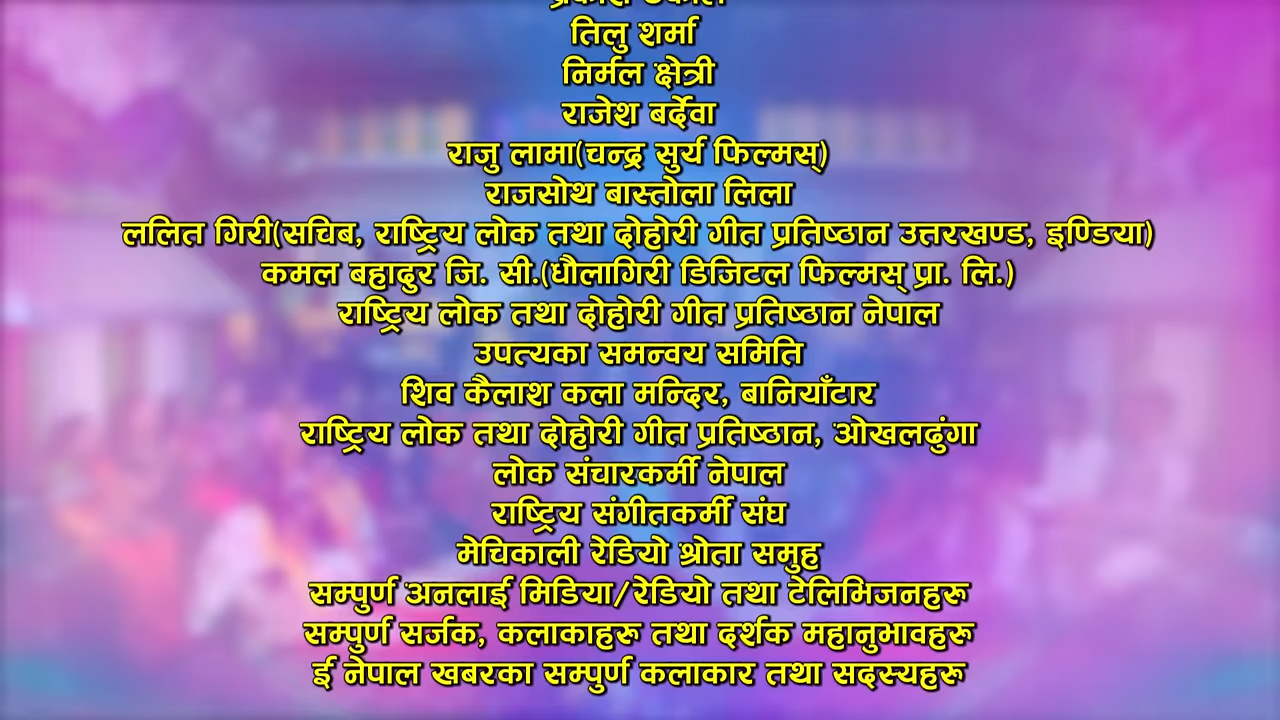 तिलु शर्मा
निर्मल क्षेत्री
राजेश बर्देवा
राजु लामा(चन्द्र सुर्य फिल्मस्)
राजसोथ बास्तोला लिला
ललित गिरी(सचिब, राष्ट्रिय लोक तथा दोहोरी गीत प्रतिष्ठान उत्तरखण्ड, इण्डिया)
कमल बहादुर जि. सी.(धौलागिरी डिजिटल फिल्मस् प्रा. लि.)
राष्ट्रिय लोक तथा दोहोरी गीत प्रतिष्ठान नेपाल
उपत्यका समन्वय समिति
शिव कैलाश कला मन्दिर, बानियाँटार
राष्ट्रिय लोक तथा दोहोरी गीत प्रतिष्ठान, ओखलढुंगा
लोक संचारकर्मी नेपाल
राष्ट्रिय संगीतकर्मी संघ
मेचिकाली रेडियो श्रोता समुह
सम्पुर्ण अनलाई मिडिया/रेडियो तथा टेलिभिजनहरू
सम्पुर्ण सर्जक, कलाकाहरू तथा दर्शक महानुभावहरू
ई नेपाल खबरका सम्पुर्ण कलाकार तथा सदस्यहरू